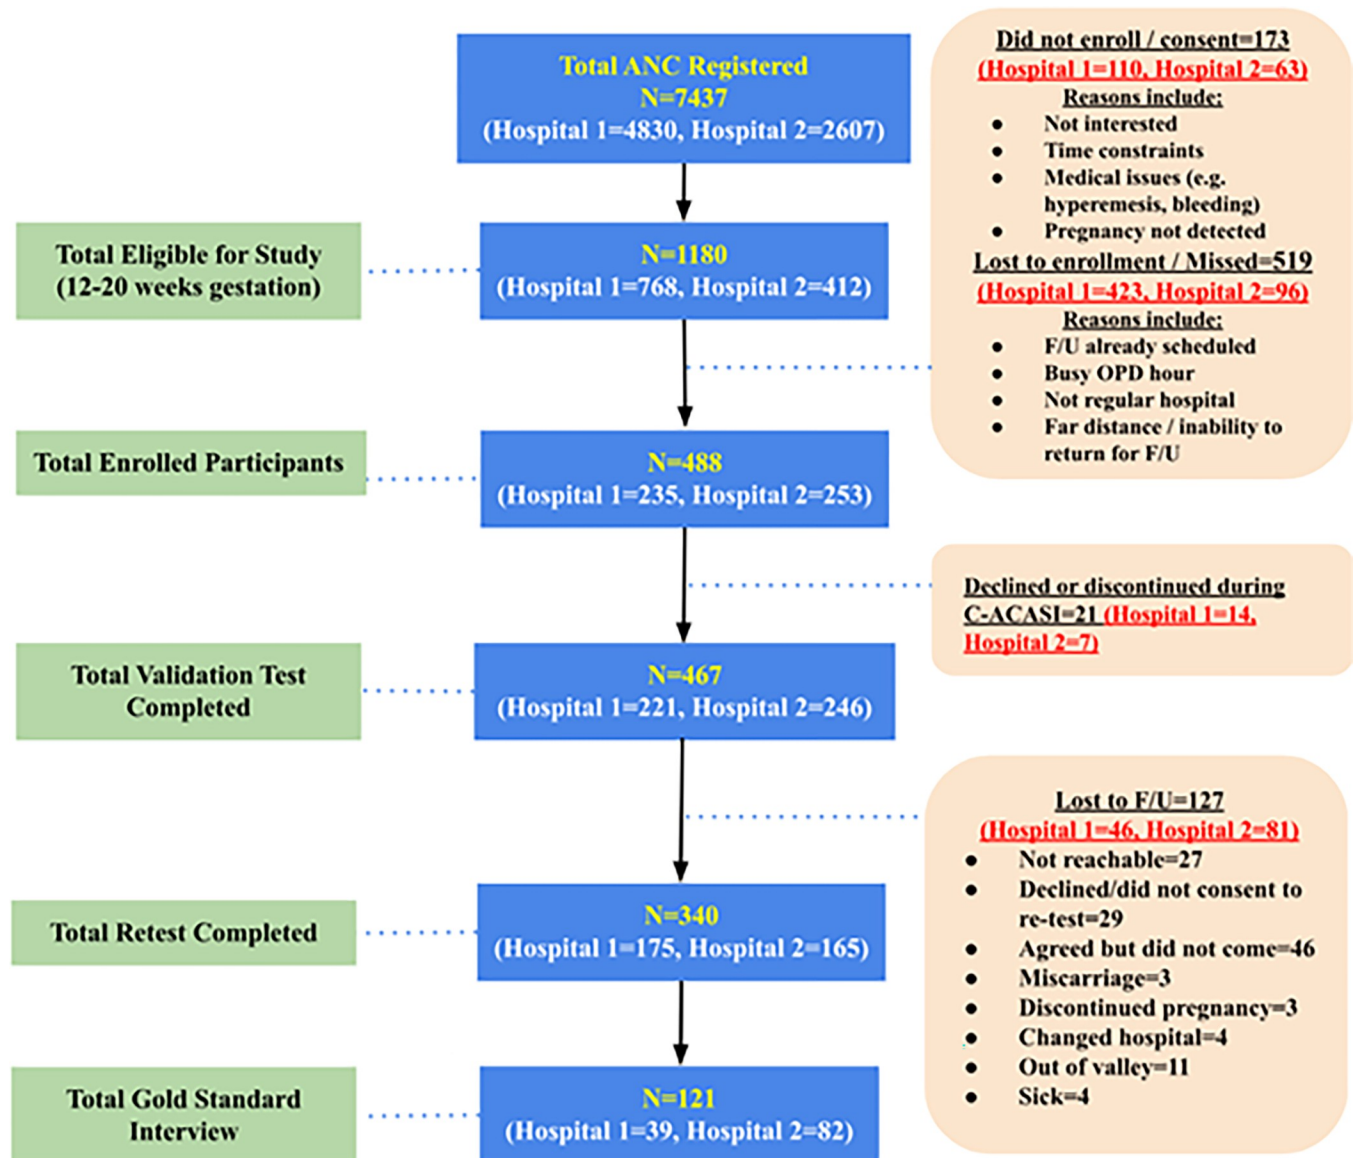 Total ANC Registered
N=7437
(Hospital 1=4830, Hospital 2=2607)
Total Eligible for Study
(12-20 weeks gestation)
N=1180
(Hospital 1=768, Hospital 2=412)
Did not enroll / consent=173
(Hospital 1=110, Hospital 2=63)
Reasons include:
● Not interested
● Time constraints
● Medical issues (e.g.
hyperemesis, bleeding)
● Pregnancy not detected
Lost to enrollment / Missed=519
(Hospital 1=423, Hospital 2=96)
Reasons include:
● F/U already scheduled
● Busy OPD hour
● Not regular hospital
● Far distance / inability to
return for F/U
Total Enrolled Participants
N=488
(Hospital 1=235, Hospital 2=253)
Declined or discontinued during
C-ACASI=21 (Hospital 1=14,
Hospital 2=7)
Total Validation Test
Completed
N=467
(Hospital 1=221, Hospital 2=246)
Lost to F/U=127
(Hospital 1=46, Hospital 2=81)
● Not reachable=27
● Declined/did not consent to
re-test=29
● Agreed but did not come=46
● Miscarriage=3
● Discontinued pregnancy=3
● Changed hospital=4
● Out of valley=11
● Sick=4
Total Retest Completed
N=340
(Hospital 1=175, Hospital 2=165)
Total Gold Standard
Interview
N=121
(Hospital 1=39, Hospital 2=82)